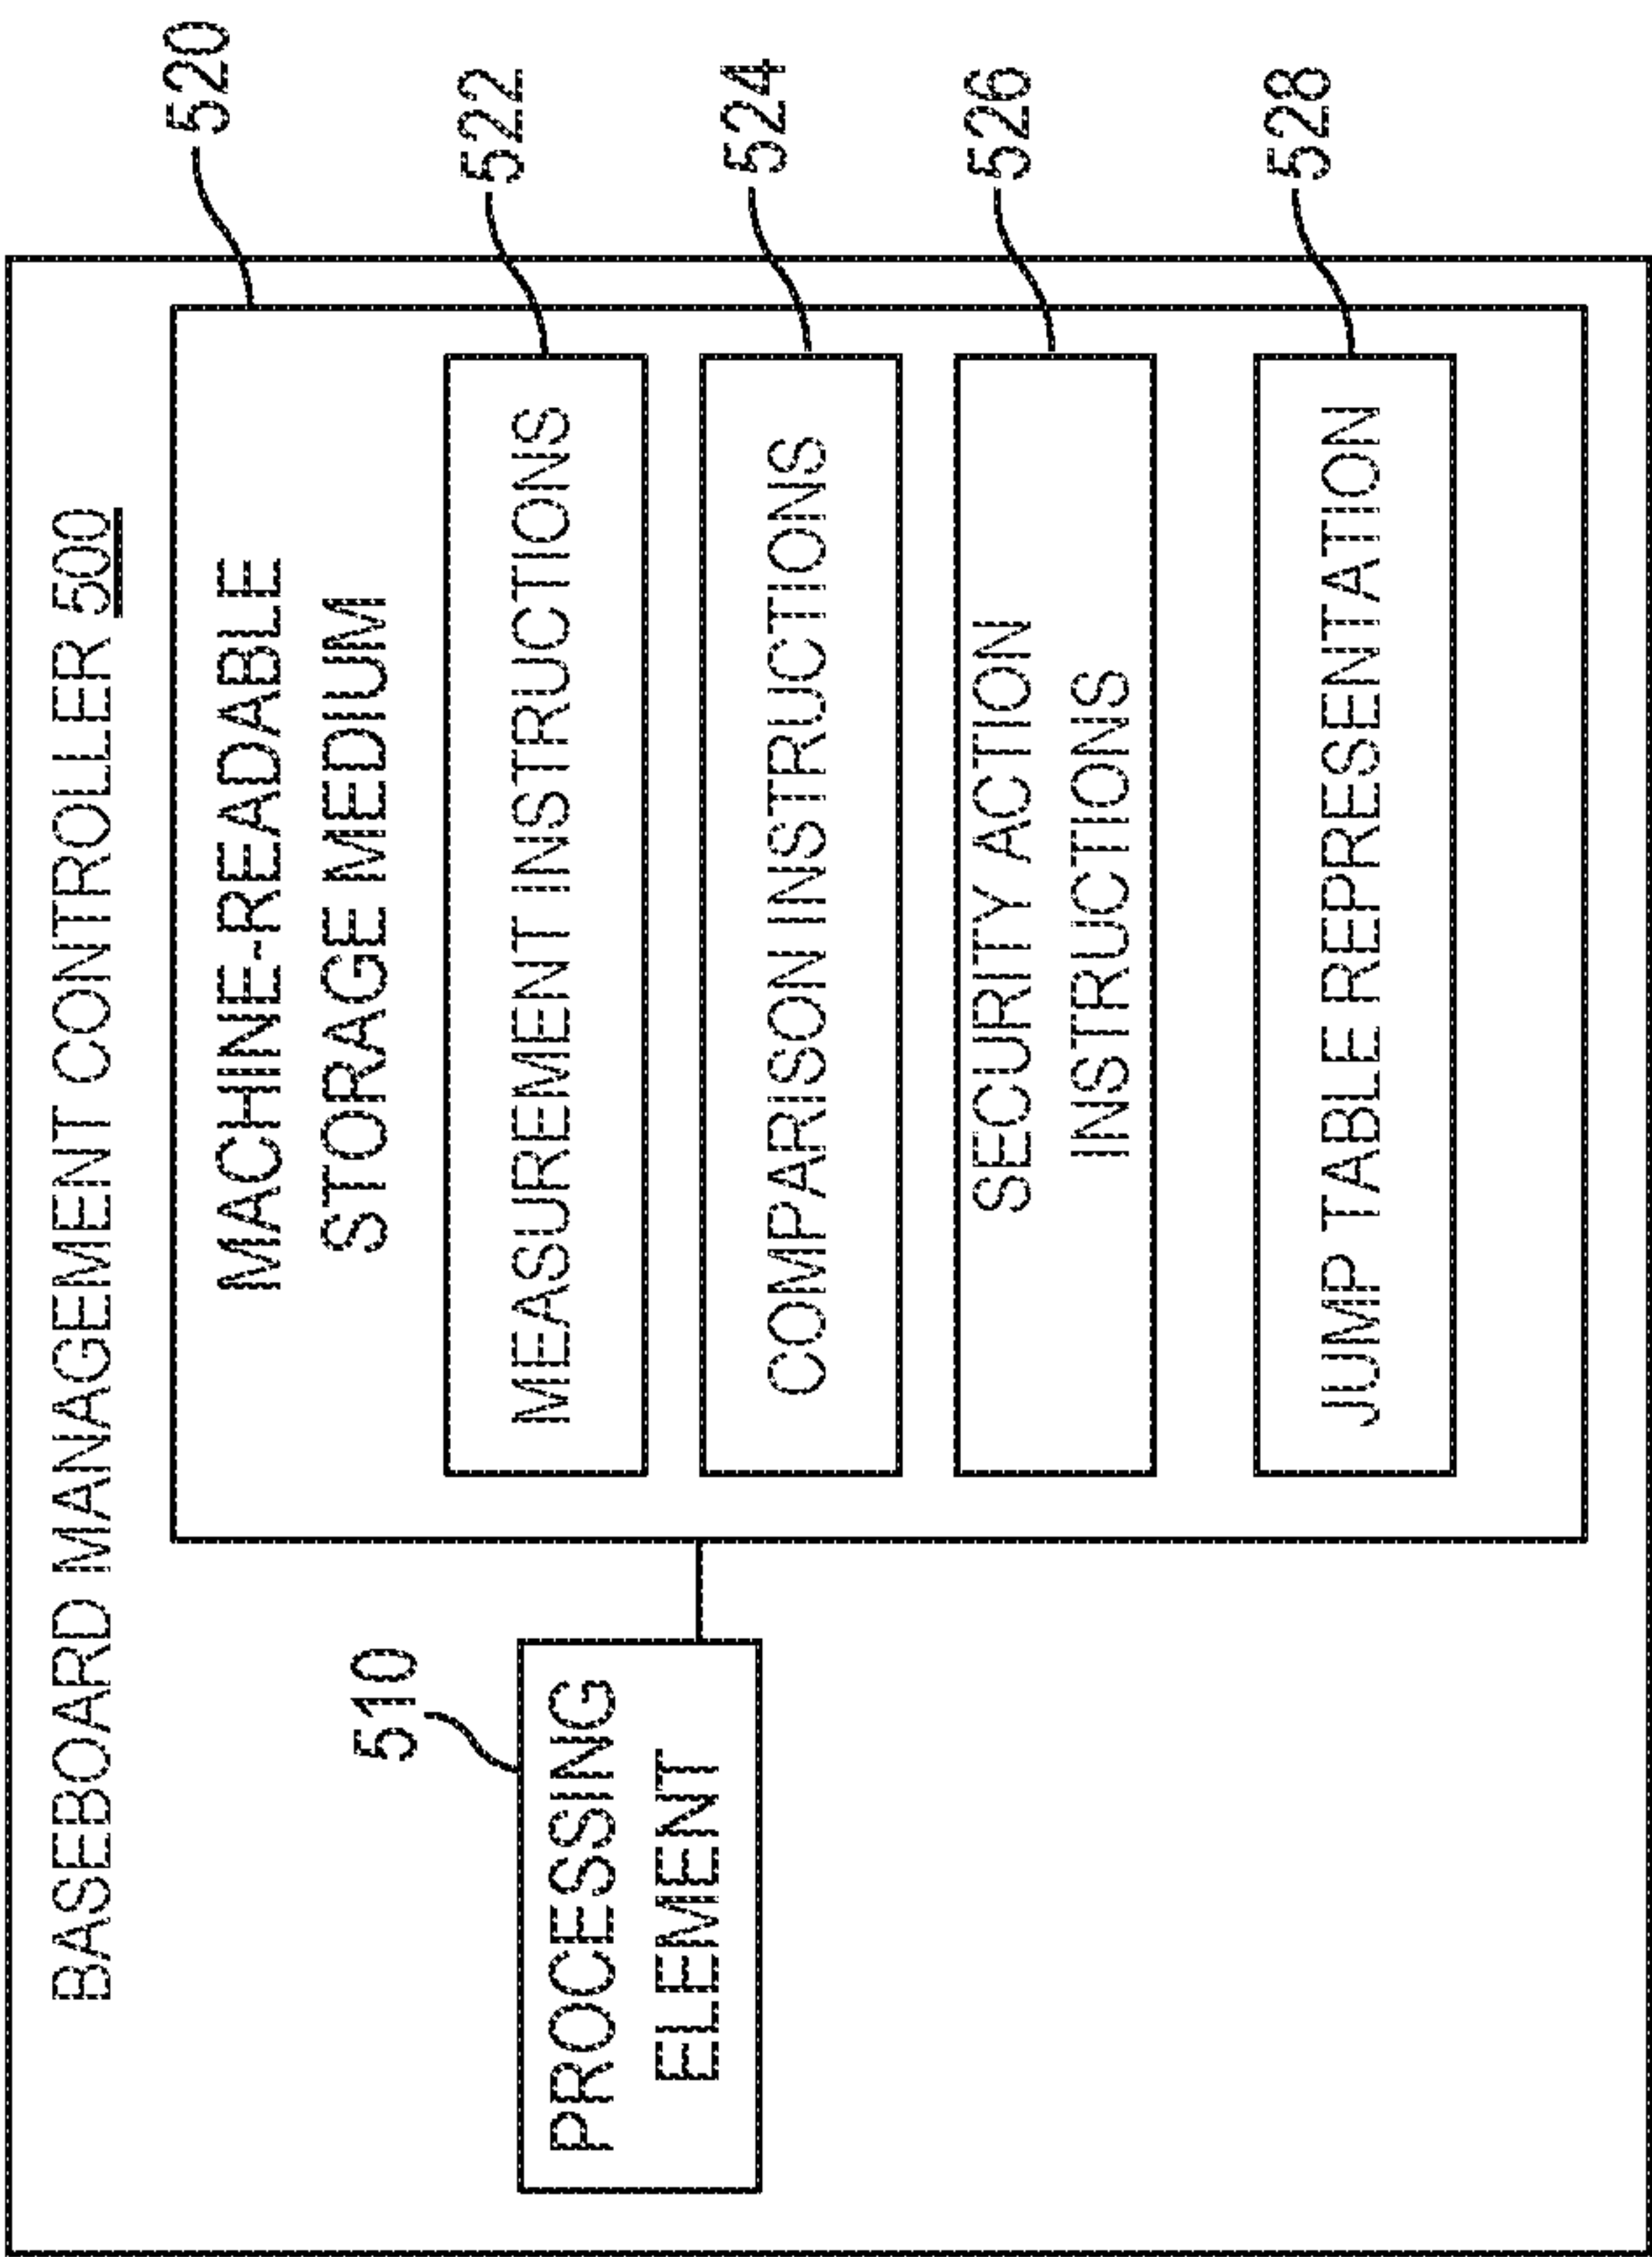 BASEBOARD MANAGEMENT CONTROLLER 500
520
MACHINE-READABLE
STORAGE MEDIUM
510
PROCESSING
ELEMENT
522
MEASUREMENT INSTRUCTIONS
524
COMPARISON INSTRUCTIONS
526
SECURITY ACTION
INSTRUCTIONS
528
JUMP TABLE REPRESENTATION